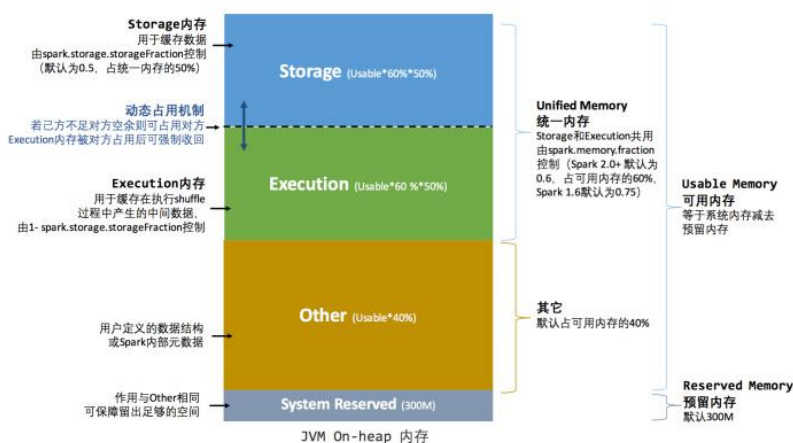 Storage内存
用于缓存数据
由spark.storage.storageFraction控制
（默认为0.5、占统一内存的50%）
动态占用机制
若己方不足对方空余则可占用对方
Execution内存被对方占用后可强制收回
Execution内存
用于缓存在执行shuffle
过程中产生的中间数据，
由1- spark.storage.storageFraction控制
用户定义的数据结构
或Spark内部元数据
作用与Other相同
可保障留出足够的空间
Storage (Usable*60%*50%)
Execution (Usable*60 %*50%)
Other (Usable*40%)
System Reserved (300M)
JVM On-heap 内存
Unified Memory
统一内存
Storage和Execution共用
由spark.memory.fraction
控制（Spark 2.0+ 默认为
0.6、占可用内存的60%，
Spark 1.6默认为0.75）
其它
默认占可用内存的40%
Usable Memory
可用内存
等于系统内存减去
预留内存
Reserved Memory
预留内存
默认300M